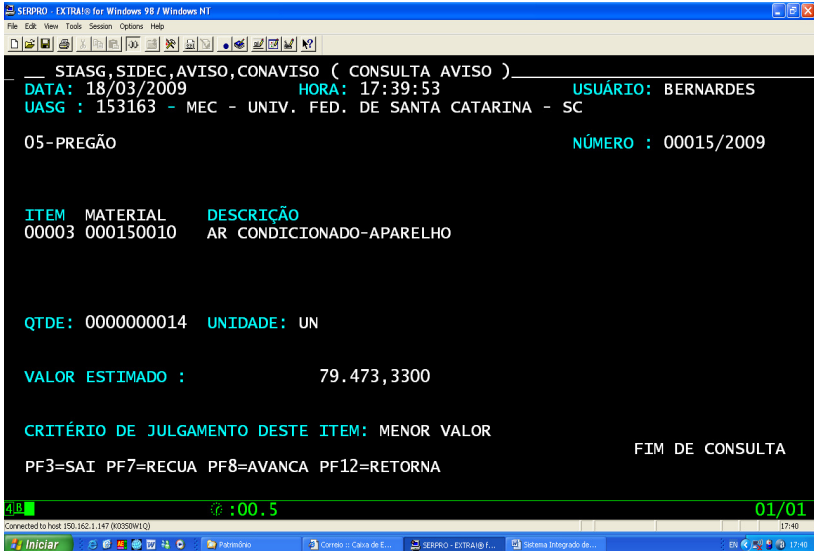 SERPRO - EXTRA!® for Windows 98 / Windows NT
File Edit View Tools Session Options Help
__ SIASG,SIDEC,AVISO,CONAVISO ( CONSULTA AVISO )
DATA: 18/03/2009 HORA: 17:39:53 USUÁRIO: BERNARDES
UASG : 153163 - MEC - UNIV. FED. DE SANTA CATARINA - SC
05-PREGÃO NÚMERO : 00015/2009
ITEM MATERIAL DESCRIÇÃO
00003 000150010 AR CONDICIONADO-APARELHO
QTDE: 0000000014 UNIDADE: UN
VALOR ESTIMADO : 79.473,3300
CRITÉRIO DE JULGAMENTO DESTE ITEM: MENOR VALOR
FIM DE CONSULTA
PF3=SAI PF7=RECUA PF8=AVANCA PF12=RETORNA
4 B :00.5 01/01
Connected to host 150.162.1.147 (K03S0W1Q) 17:40
Iniciar Patrimônio Correio :: Caixa de E... SERPRO - EXTRA!® f... Sistema Integrado de... EN 17:40